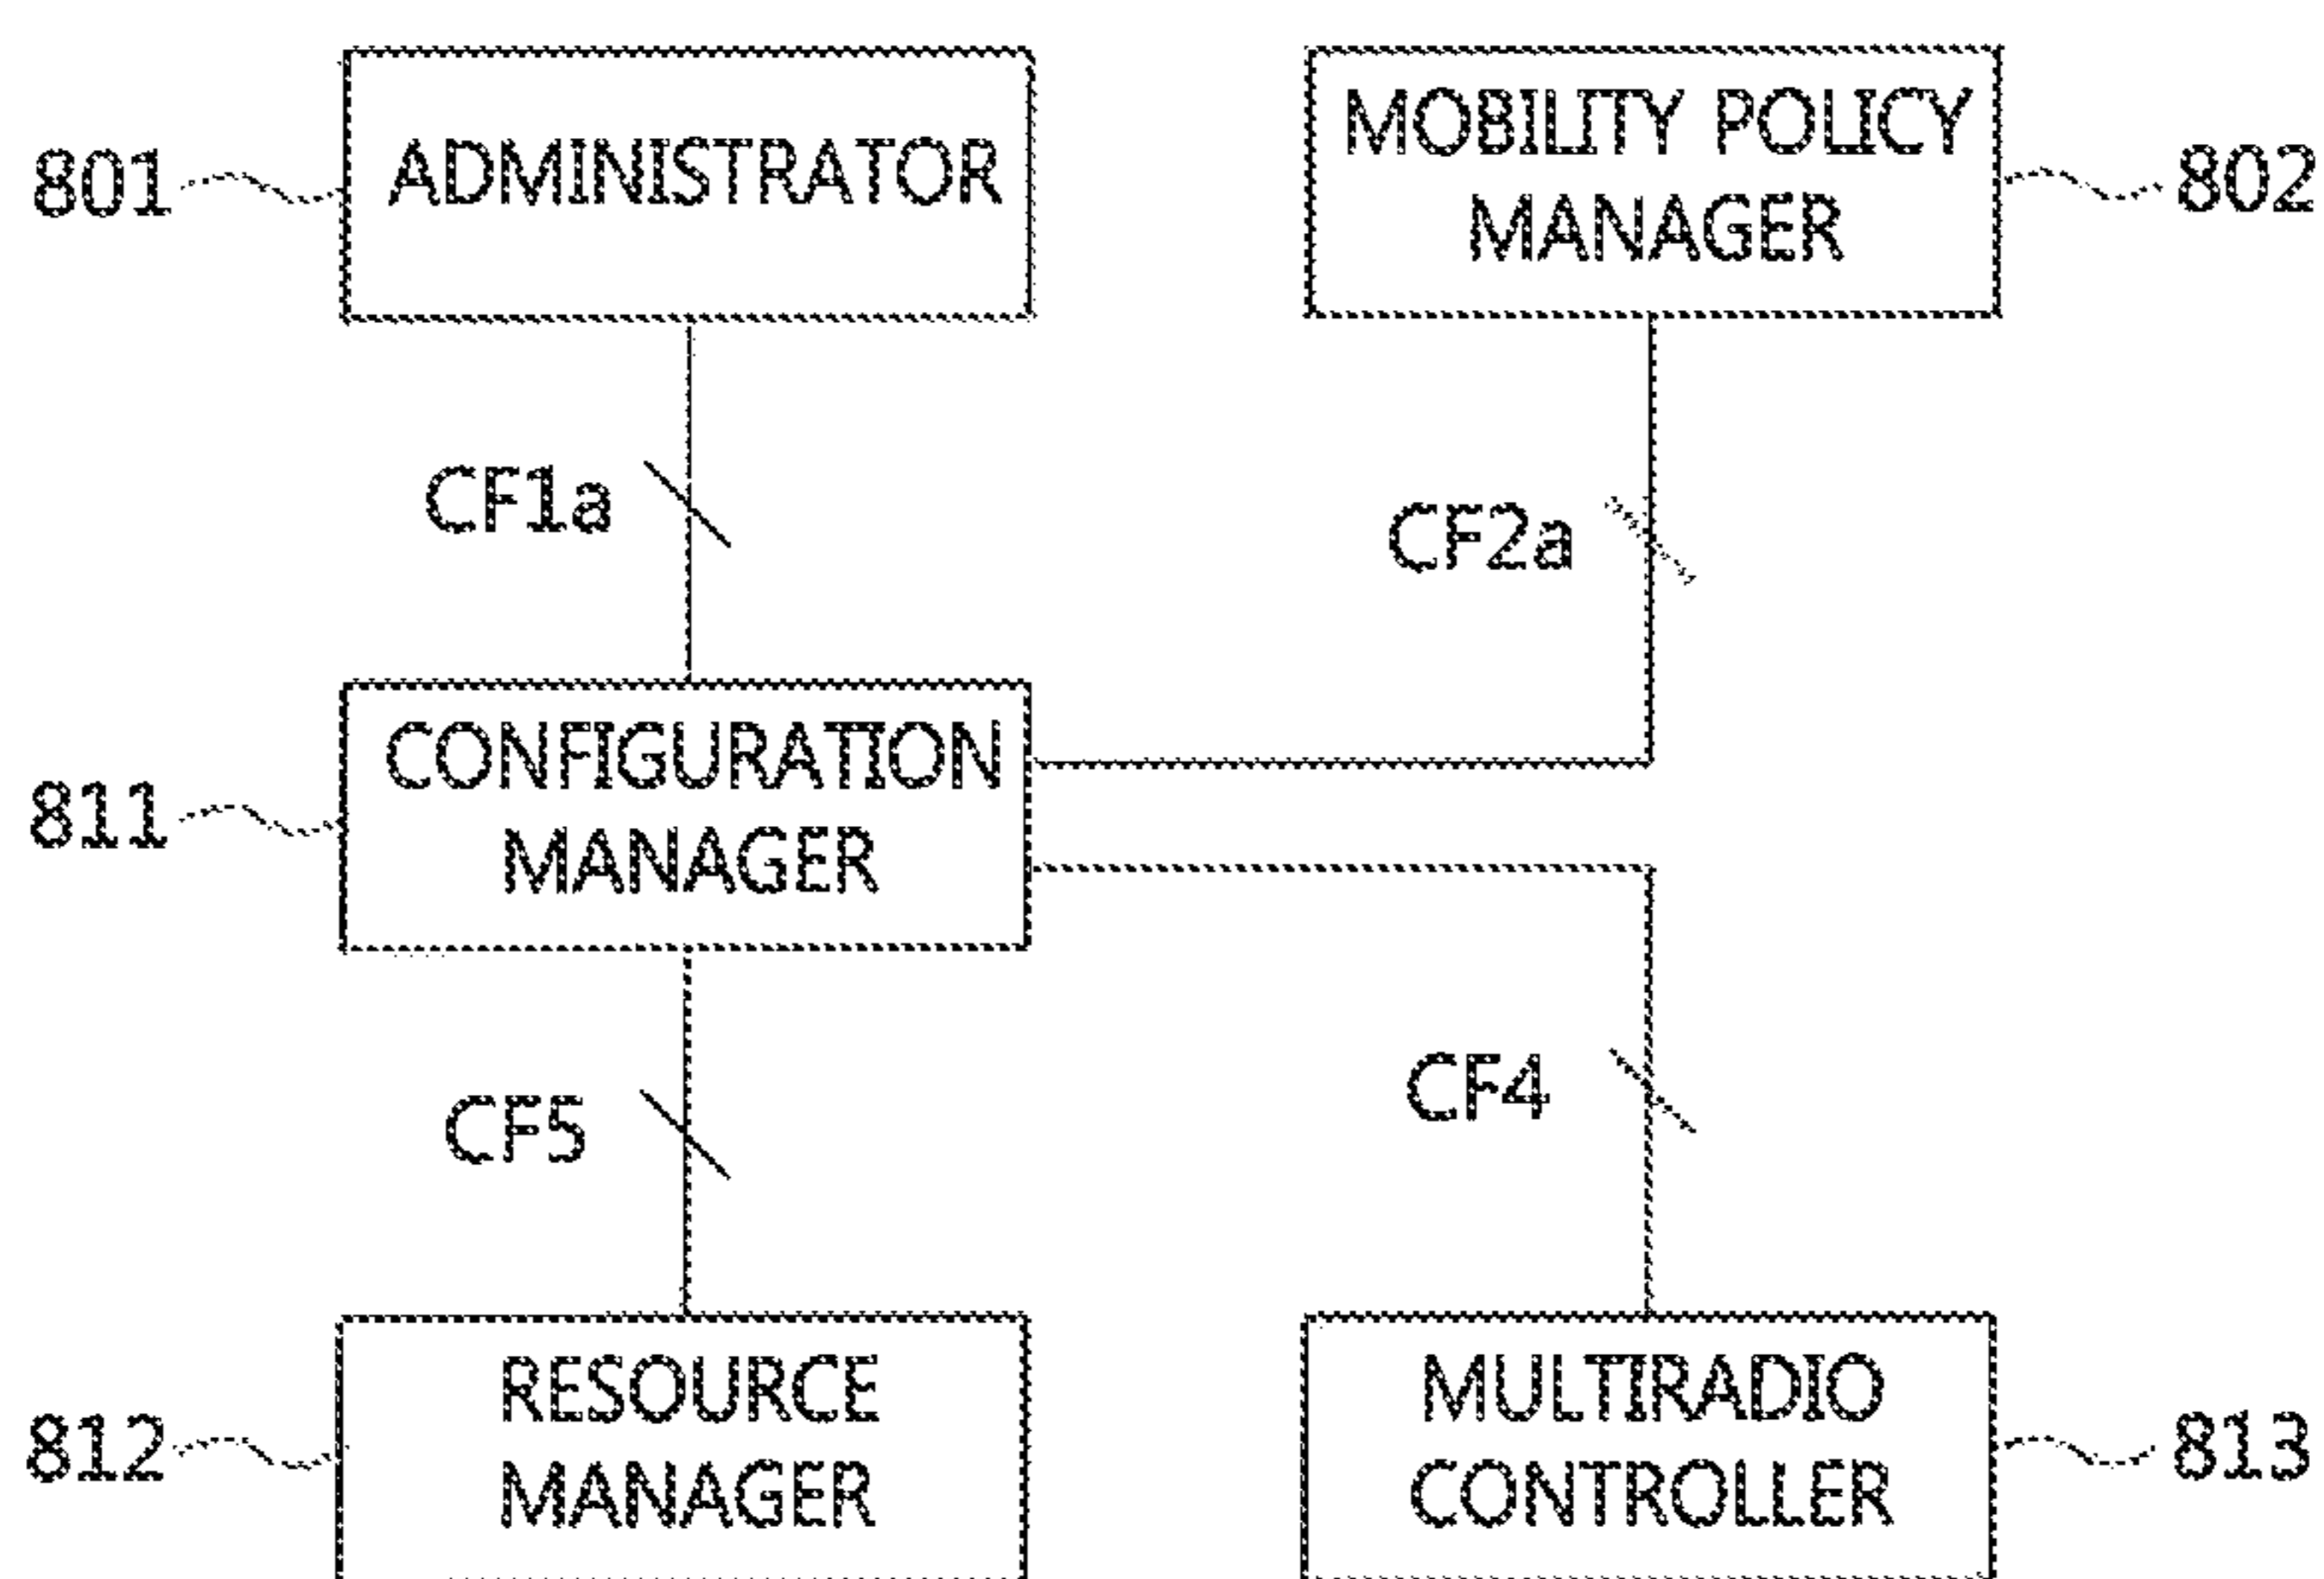 801
ADMINISTRATOR
MOBILITY POLICY
MANAGER
802
CF1a
CF2a
811
CONFIGURATION
MANAGER
CF5
CF4
812
RESOURCE
MANAGER
MULTIRADIO
CONTROLLER
813